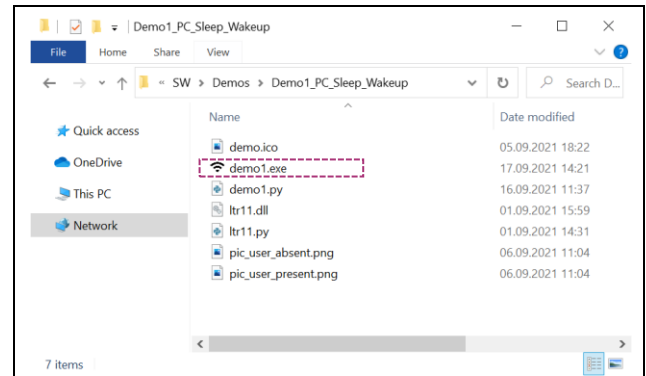 Demo1_PC_Sleep_Wakeup
File Home Share View
« SW > Demos > Demo1_PC_Sleep_Wakeup Search D...
Name Date modified
Quick access
OneDrive
This PC
Network
demo.ico 05.09.2021 18:22
demo1.exe 17.09.2021 14:21
demo1.py 16.09.2021 11:37
ltr11.dll 01.09.2021 15:59
ltr11.py 01.09.2021 14:31
pic_user_absent.png 06.09.2021 11:04
pic_user_present.png 06.09.2021 11:04
7 items